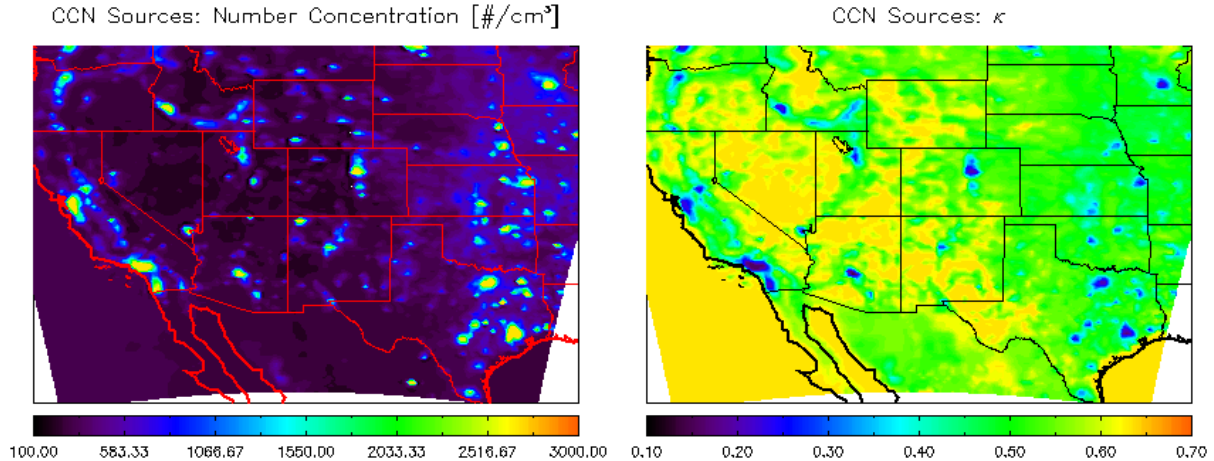 CCN Sources: Number Concentration [#/cm³]
CCN Sources: κ
100.00 583.33 1066.67 1550.00 2033.33 2516.67 3000.00
0.10 0.20 0.30 0.40 0.50 0.60 0.70